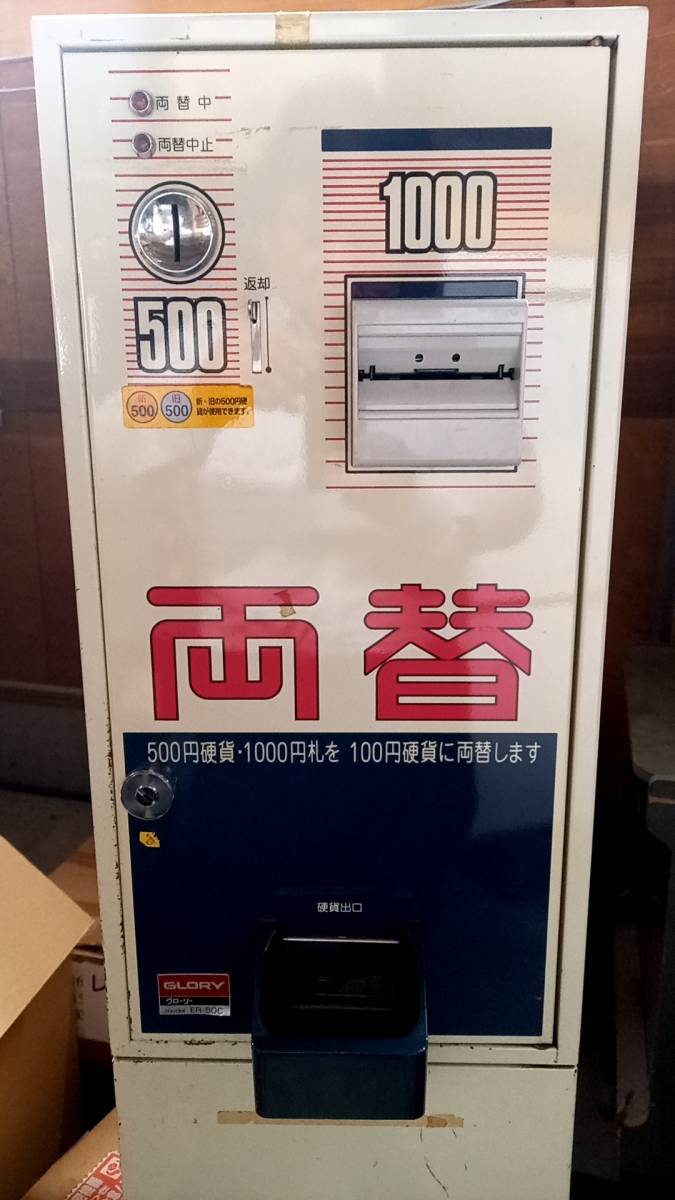 両替中
両替中止
1000
500
返却
新
500
旧
500
新・旧の500円硬
貨が使用できます。
両替
500円硬貨・1000円札を 100円硬貨に両替します
硬貨出口
GLORY
グローリー
Model ER-50C